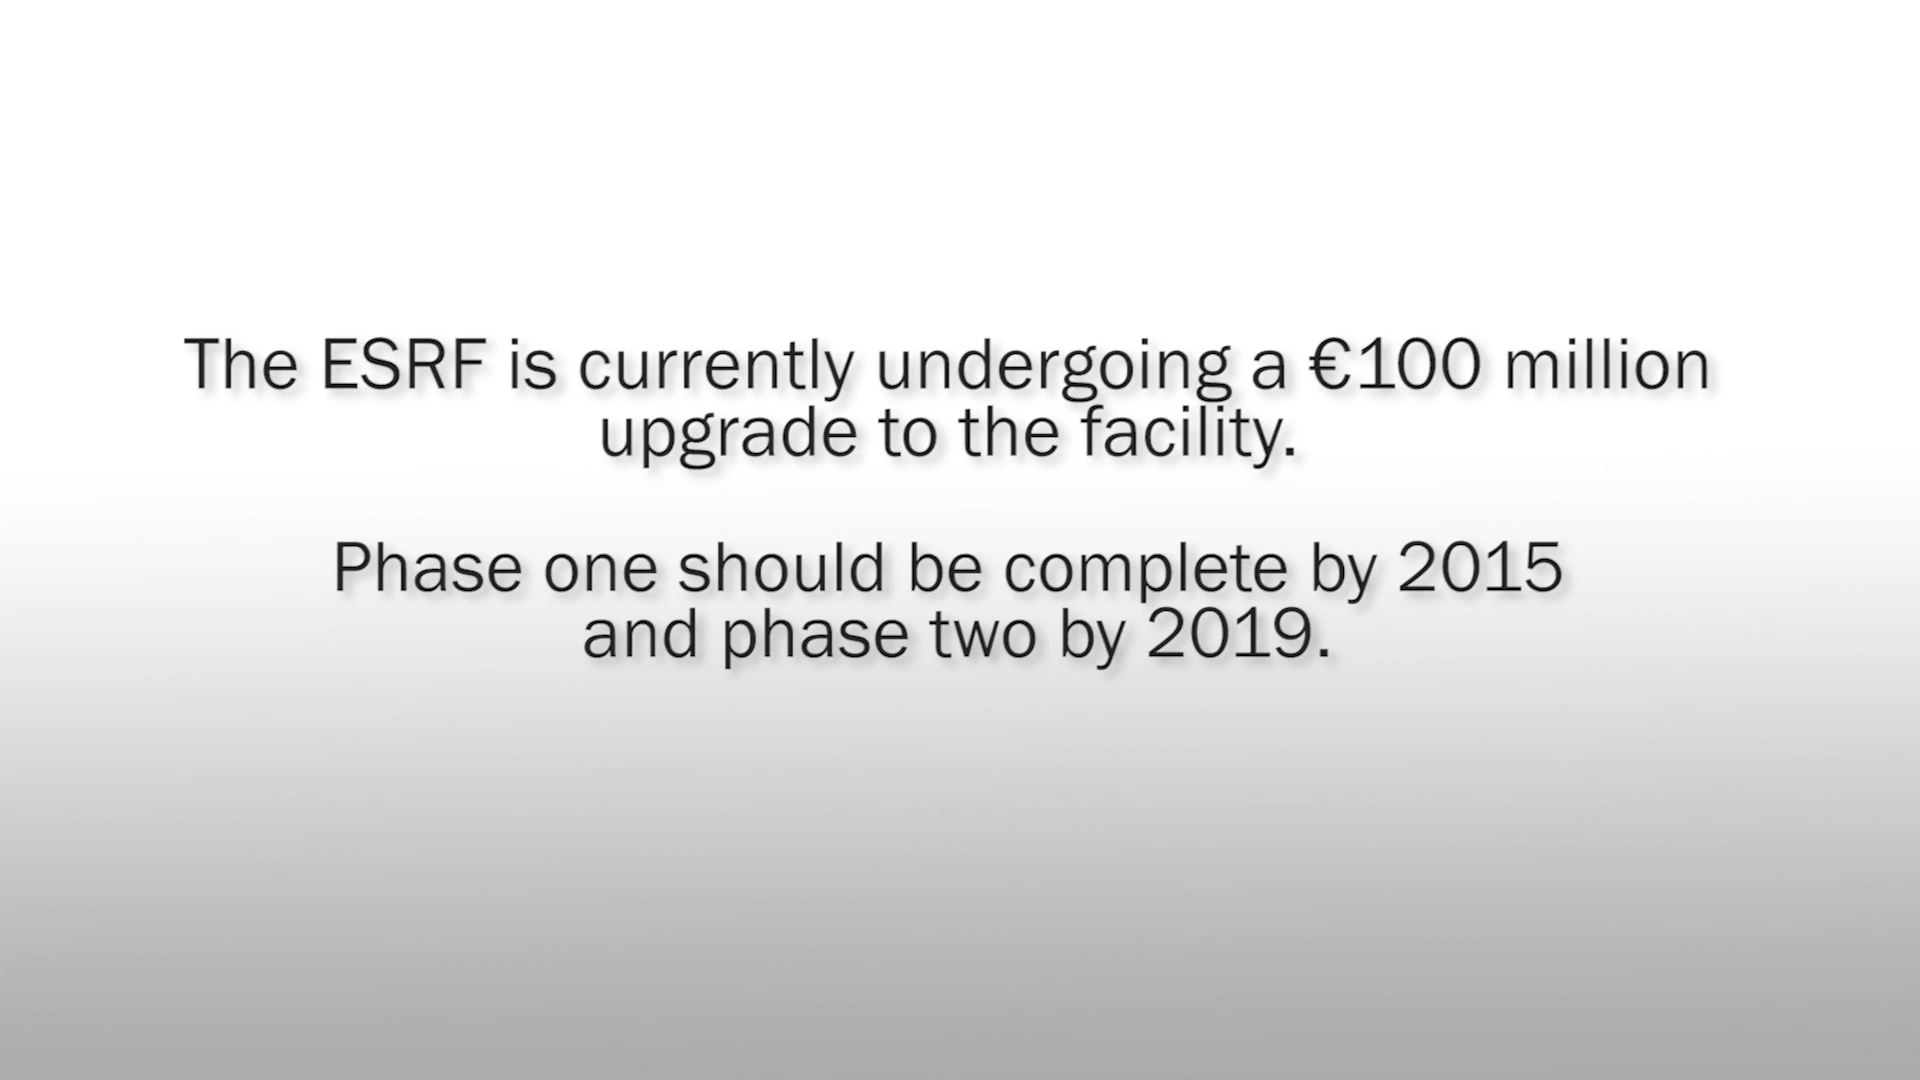 The ESRF is currently undergoing a €100 million
upgrade to the facility.
Phase one should be complete by 2015
and phase two by 2019.